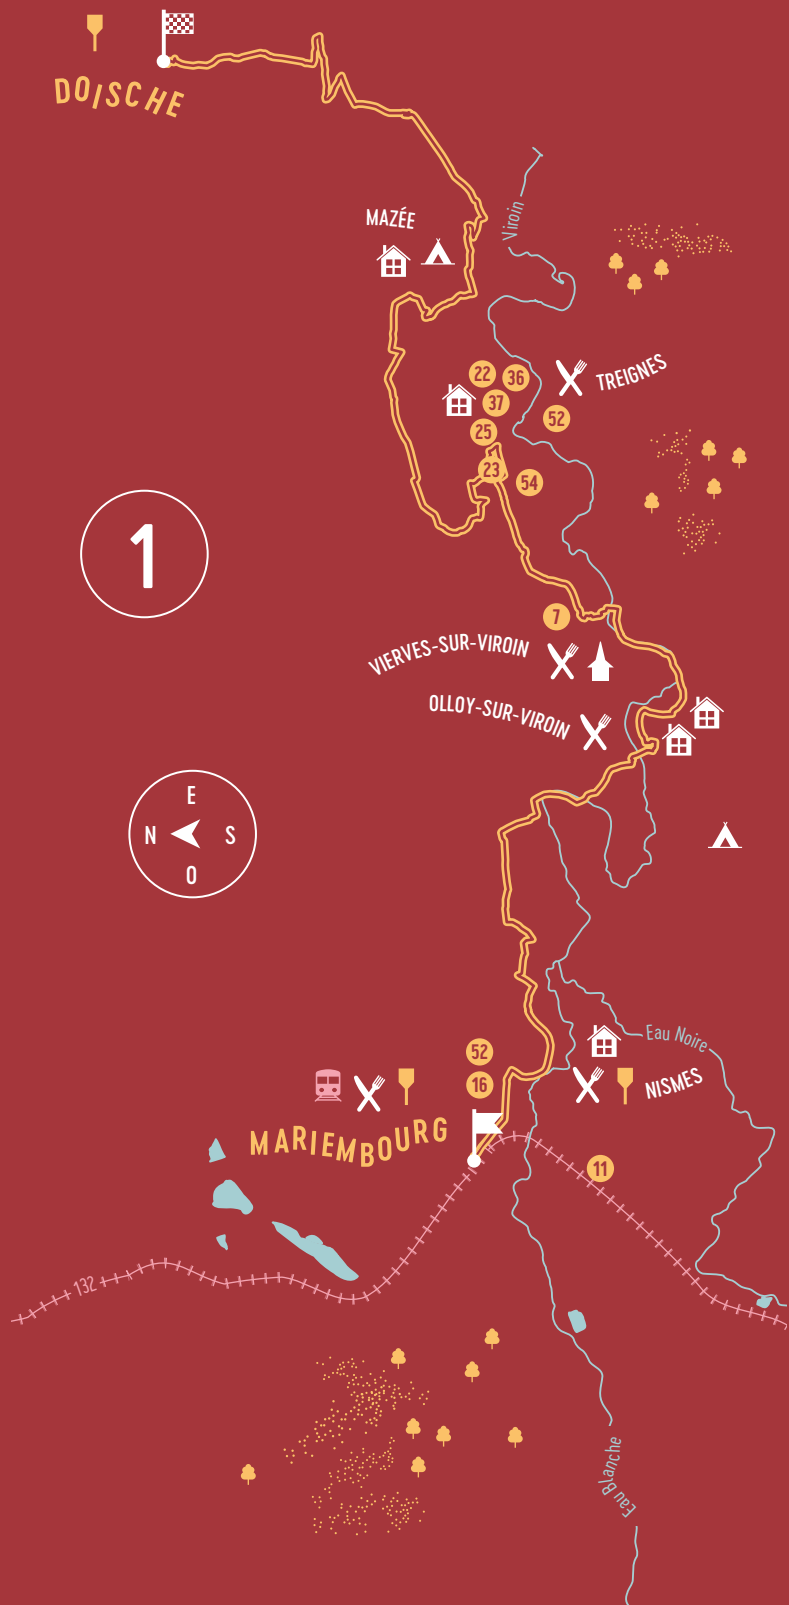 DOISCHE
MAZÉE
Viroin
22
36
TREIGNES
37
52
25
23
54
1
7
VIERVES-SUR-VIROIN
OLLOY-SUR-VIROIN
E
N
S
O
52
Eau Noire
16
NISMES
MARIEMBOURG
11
132
Eau Blanche